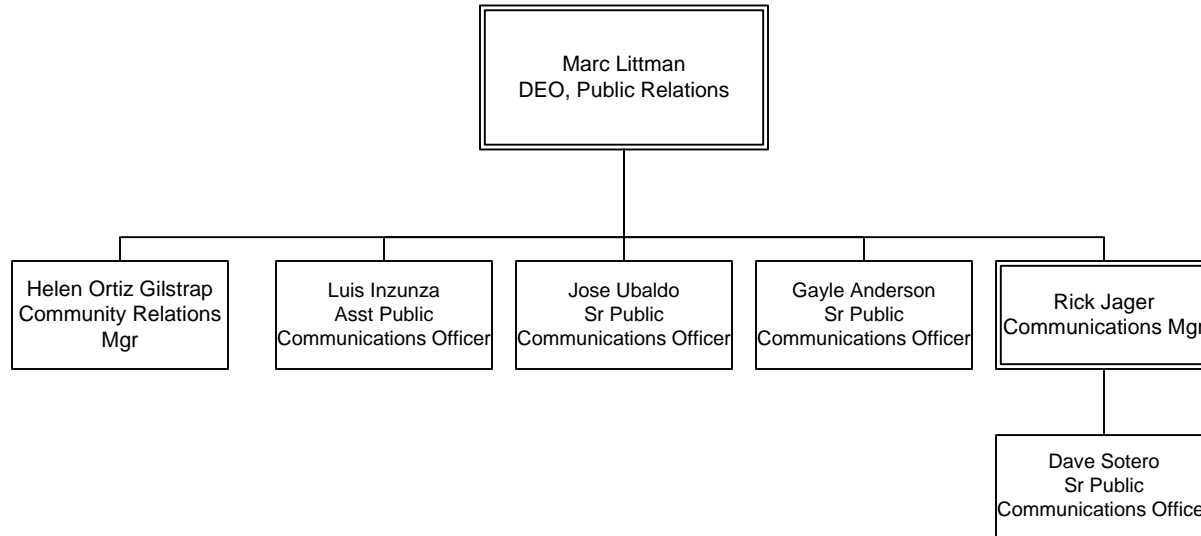 Marc Littman
DEO, Public Relations
Helen Ortiz Gilstrap
Community Relations
Mgr
Luis Inzunza
Asst Public
Communications Officer
Jose Ubaldo
Sr Public
Communications Officer
Gayle Anderson
Sr Public
Communications Officer
Rick Jager
Communications Mgr
Dave Sotero
Sr Public
Communications Office